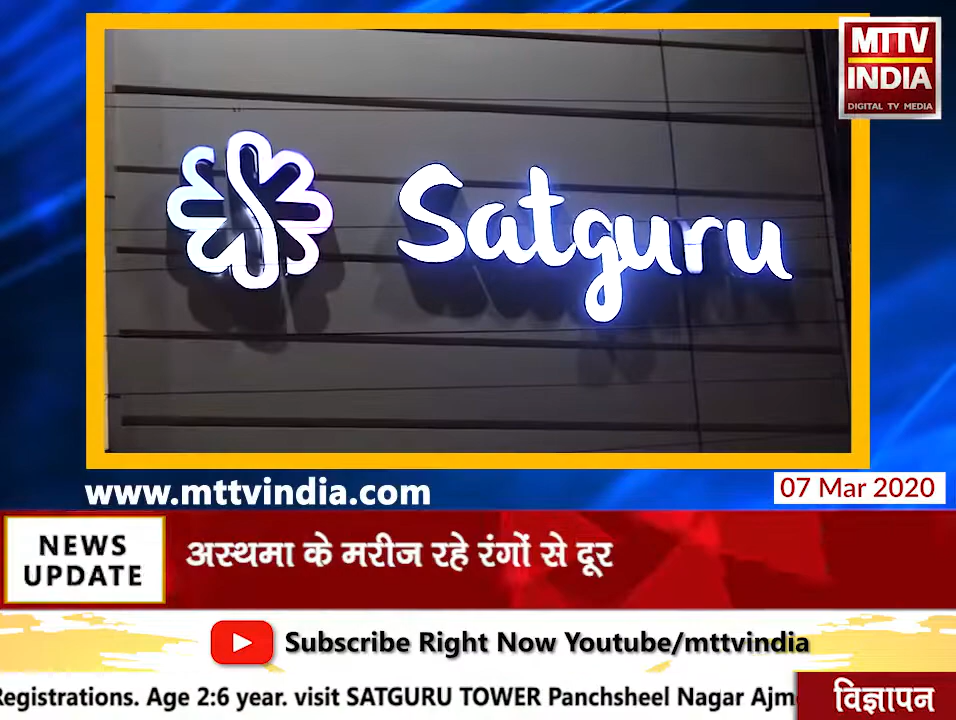 MTTV
INDIA
DIGITAL TV MEDIA
Satguru
www.mttvindia.com
07 Mar 2020
NEWS
UPDATE
अस्थमा के मरीज रहे रंगों से दूर
Subscribe Right Now Youtube/mttvindia
Registrations. Age 2:6 year. visit SATGURU TOWER Panchsheel Nagar Ajm
विज्ञापन